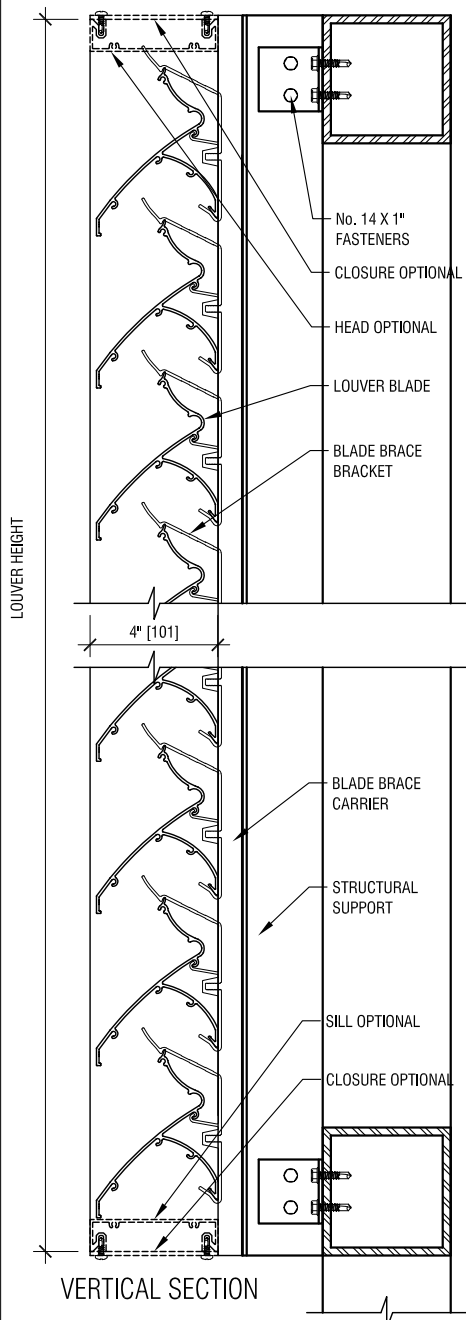 No. 14 X 1"
FASTENERS
CLOSURE OPTIONAL
HEAD OPTIONAL
LOUVER BLADE
BLADE BRACE
BRACKET
LOUVER HEIGHT
4" [101]
BLADE BRACE
CARRIER
STRUCTURAL
SUPPORT
SILL OPTIONAL
CLOSURE OPTIONAL
VERTICAL SECTION